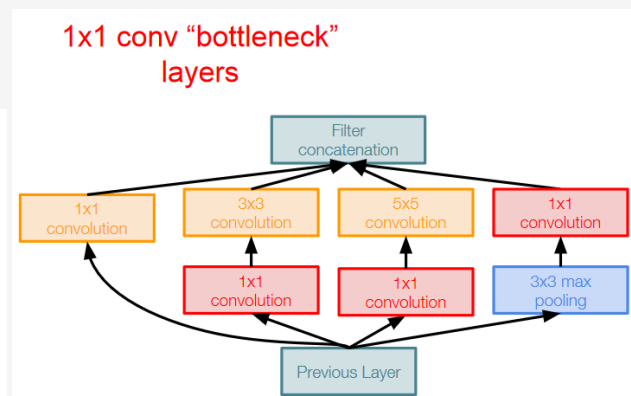 1x1 conv “bottleneck”
layers
Filter
concatenation
1x1
convolution
3x3
convolution
5x5
convolution
1x1
convolution
1x1
convolution
1x1
convolution
3x3 max
pooling
Previous Layer